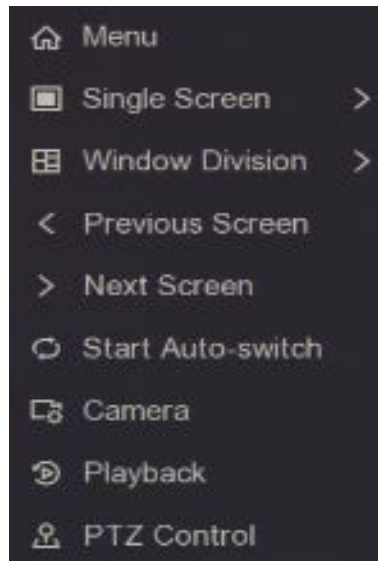 Menu
Single Screen
Window Division
Previous Screen
Next Screen
Start Auto-switch
Camera
Playback
PTZ Control